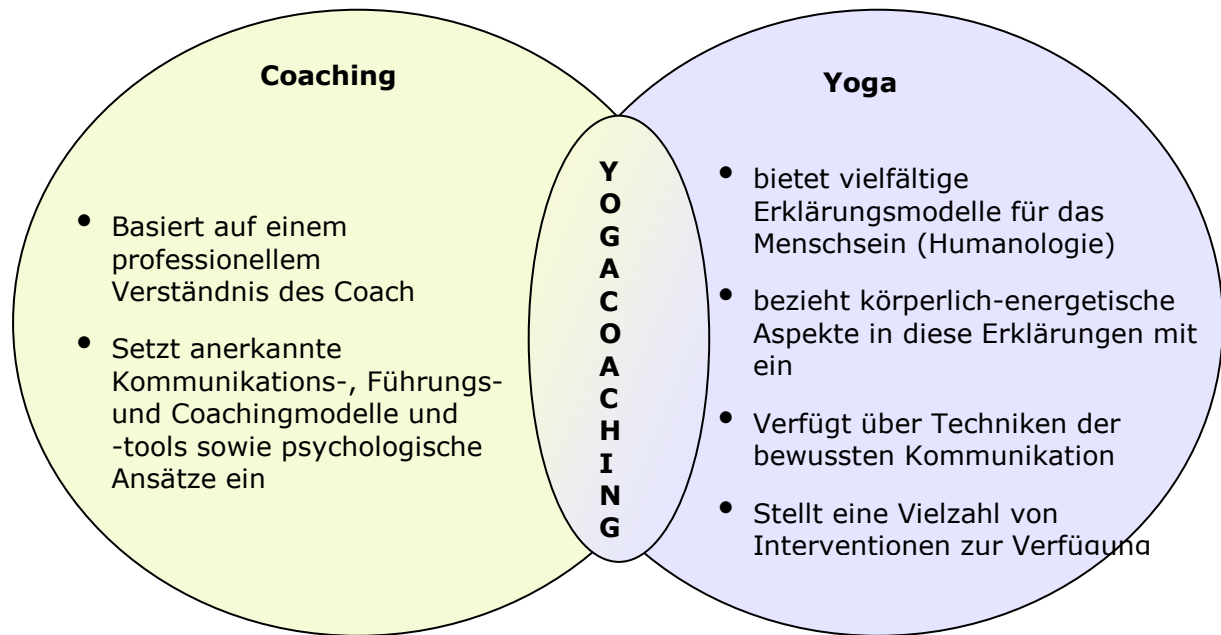 Coaching
• Basiert auf einem
professionellem
Verständnis des Coach
• Setzt anerkannte
Kommunikations-, Führungs-
und Coachingmodelle und
-tools sowie psychologische
Ansätze ein
Y
O
G
A
C
O
A
C
H
I
N
G
Yoga
• bietet vielfältige
Erklärungsmodelle für das
Menschsein (Humanologie)
• bezieht körperlich-energetische
Aspekte in diese Erklärungen mit
ein
• Verfügt über Techniken der
bewussten Kommunikation
• Stellt eine Vielzahl von
Interventionen zur Verfügung